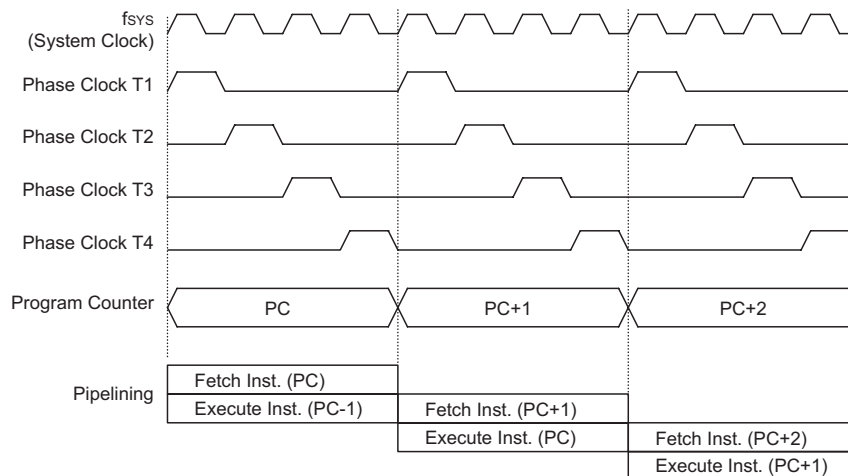 fSYS
(System Clock)
Phase Clock T1
Phase Clock T2
Phase Clock T3
Phase Clock T4
Program Counter
PC
PC+1
PC+2
Pipelining
Fetch Inst. (PC)
Execute Inst. (PC-1)
Fetch Inst. (PC+1)
Execute Inst. (PC)
Fetch Inst. (PC+2)
Execute Inst. (PC+1)